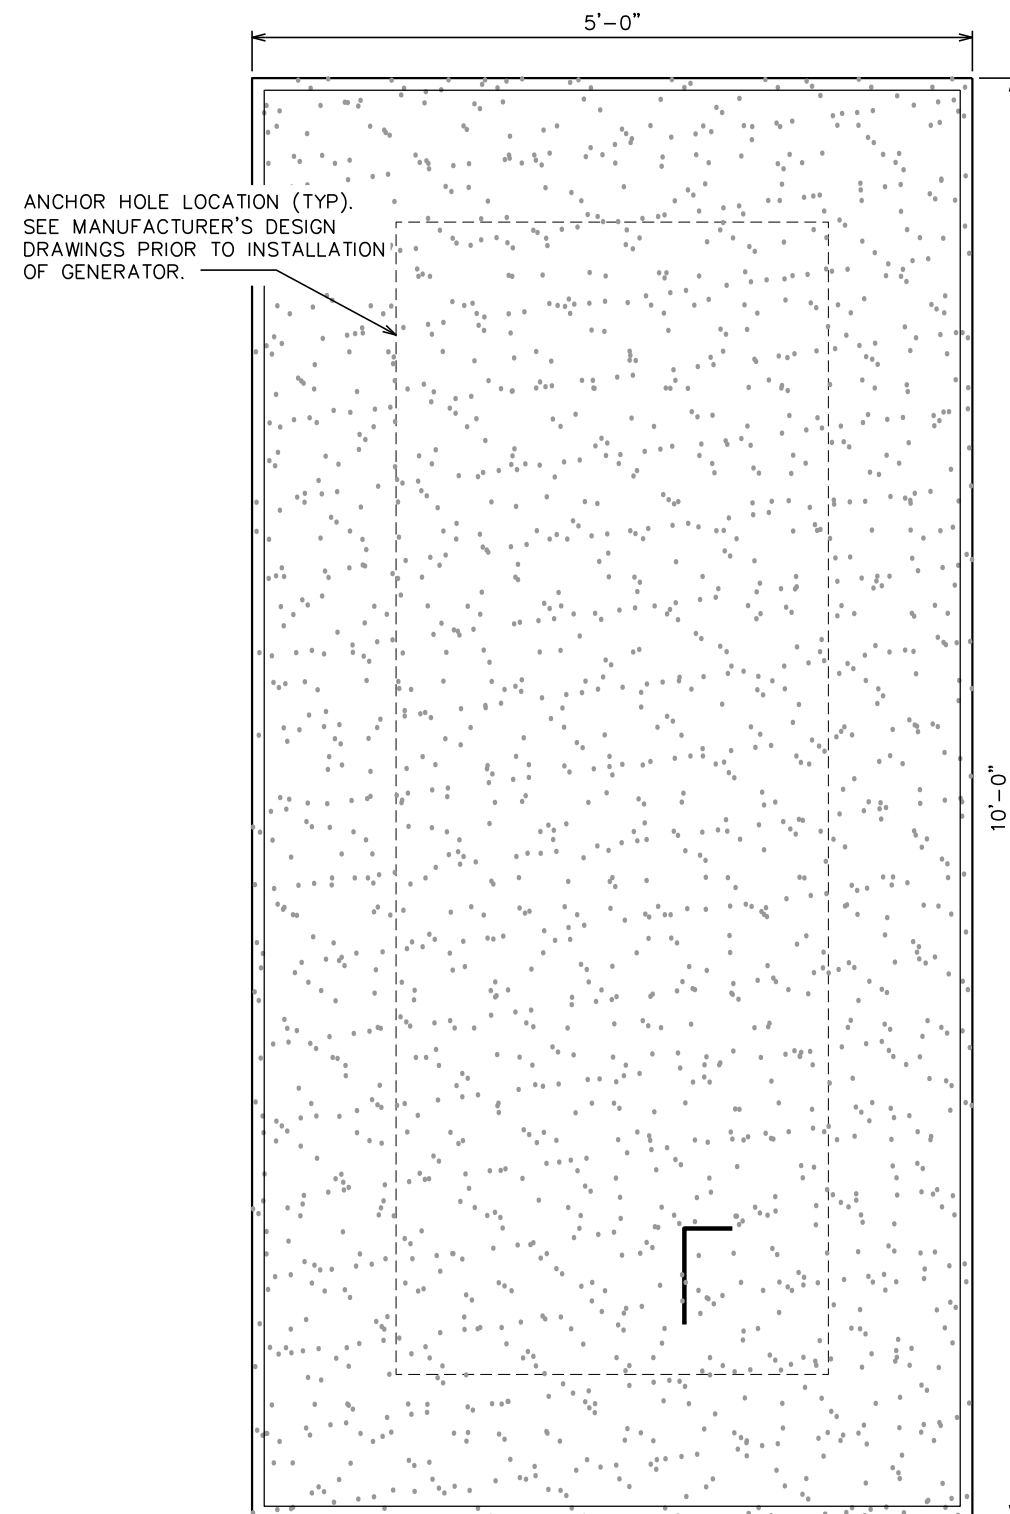 5'-0"
ANCHOR HOLE LOCATION (TYP).
SEE MANUFACTURER'S DESIGN
DRAWINGS PRIOR TO INSTALLATION
OF GENERATOR.
10'-0"